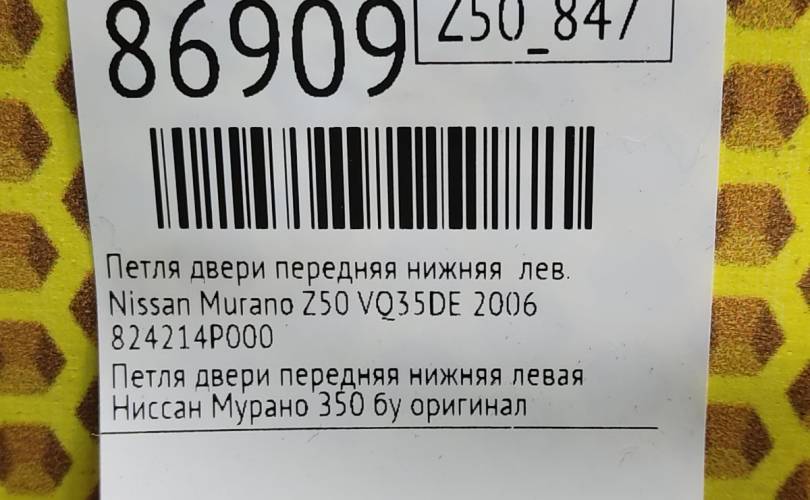 86909
Z50_847
Петля двери передняя нижняя лев.
Nissan Murano Z50 VQ35DE 2006
824214P000
Петля двери передняя нижняя левая
Ниссан Мурано 350 бу оригинал